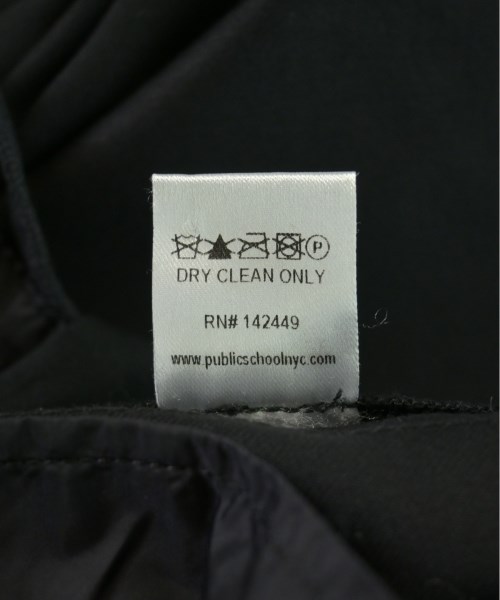 P
DRY CLEAN ONLY
RN# 142449
www.publicschoolnyc.com